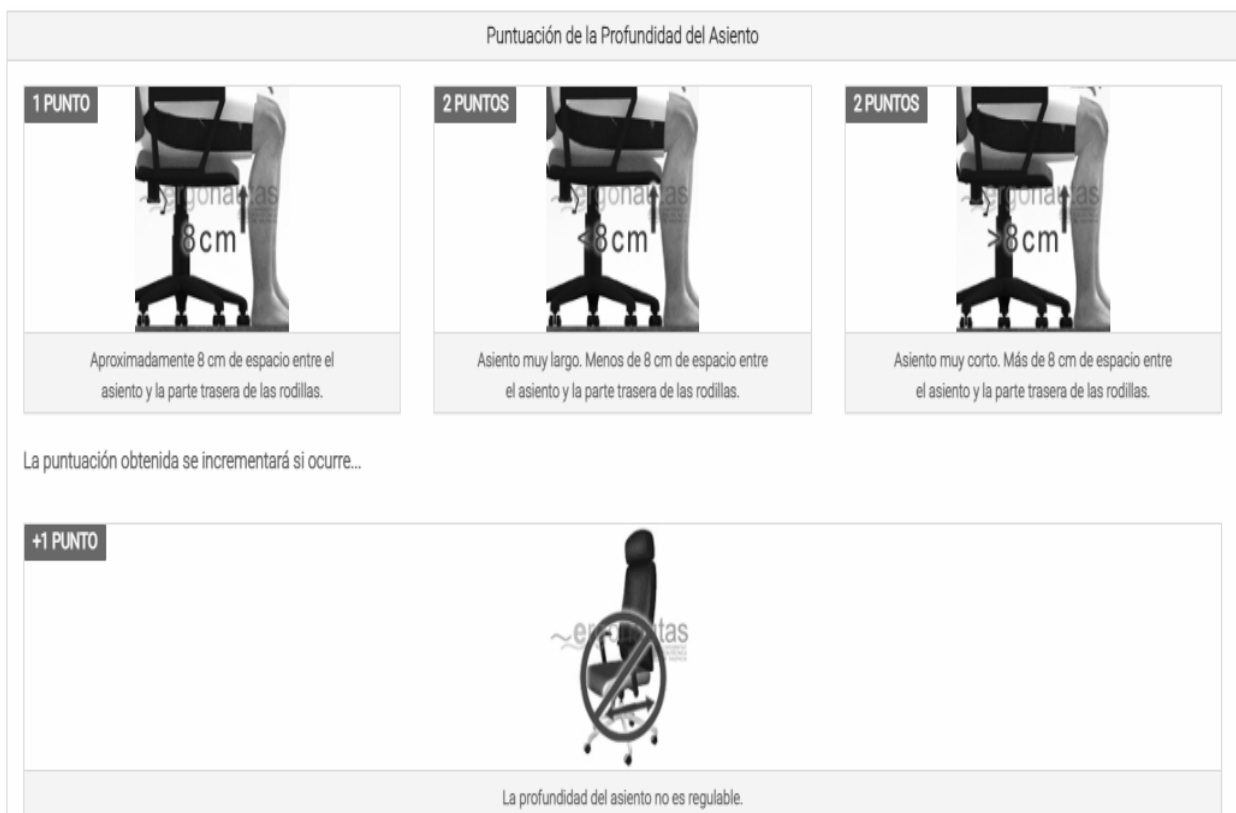 Puntuación de la Profundidad del Asiento
1 PUNTO
2 PUNTOS
2 PUNTOS
ergonautas
8cm
ergonautas
<8cm
ergonautas
>8cm
Aproximadamente 8 cm de espacio entre el
asiento y la parte trasera de las rodillas.
Asiento muy largo. Menos de 8 cm de espacio entre
el asiento y la parte trasera de las rodillas.
Asiento muy corto. Más de 8 cm de espacio entre
el asiento y la parte trasera de las rodillas.
La puntuación obtenida se incrementará si ocurre...
+1 PUNTO
ergonautas
La profundidad del asiento no es regulable.